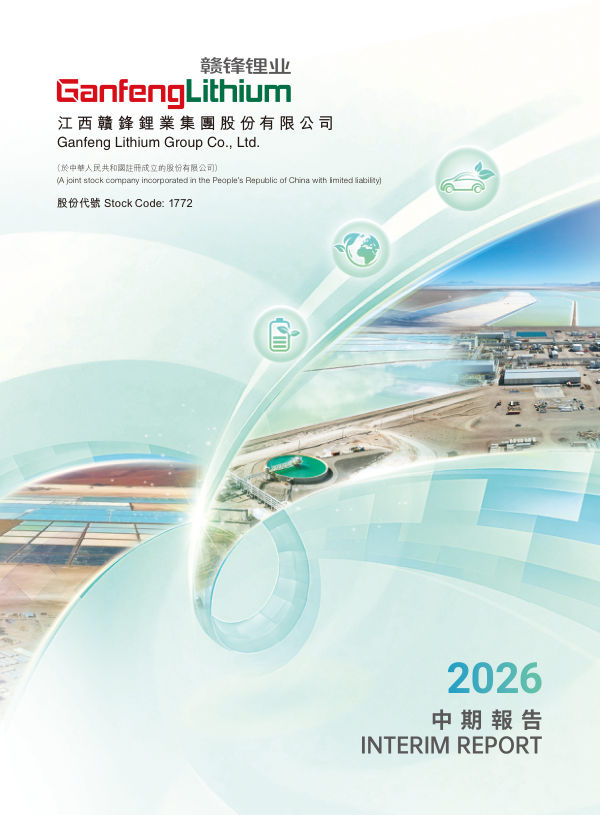 赣锋锂业
GanfengLithium
江西贛鋒鋰業集團股份有限公司
Ganfeng Lithium Group Co., Ltd.
（於中華人民共和國註冊成立的股份有限公司）
(A joint stock company incorporated in the People's Republic of China with limited liability)
股份代號 Stock Code: 1772
2026
中期報告
INTERIM REPORT